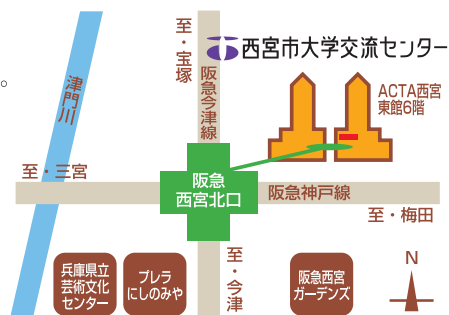 至・宝塚
西宮市大学交流センター
阪急今津線
津門川
ACTA西宮
東館6階
至・三宮
阪急
西宮北口
阪急神戸線
至・梅田
兵庫県立
芸術文化
センター
プレラ
にしのみや
至・今津
阪急西宮
ガーデンズ
N
。